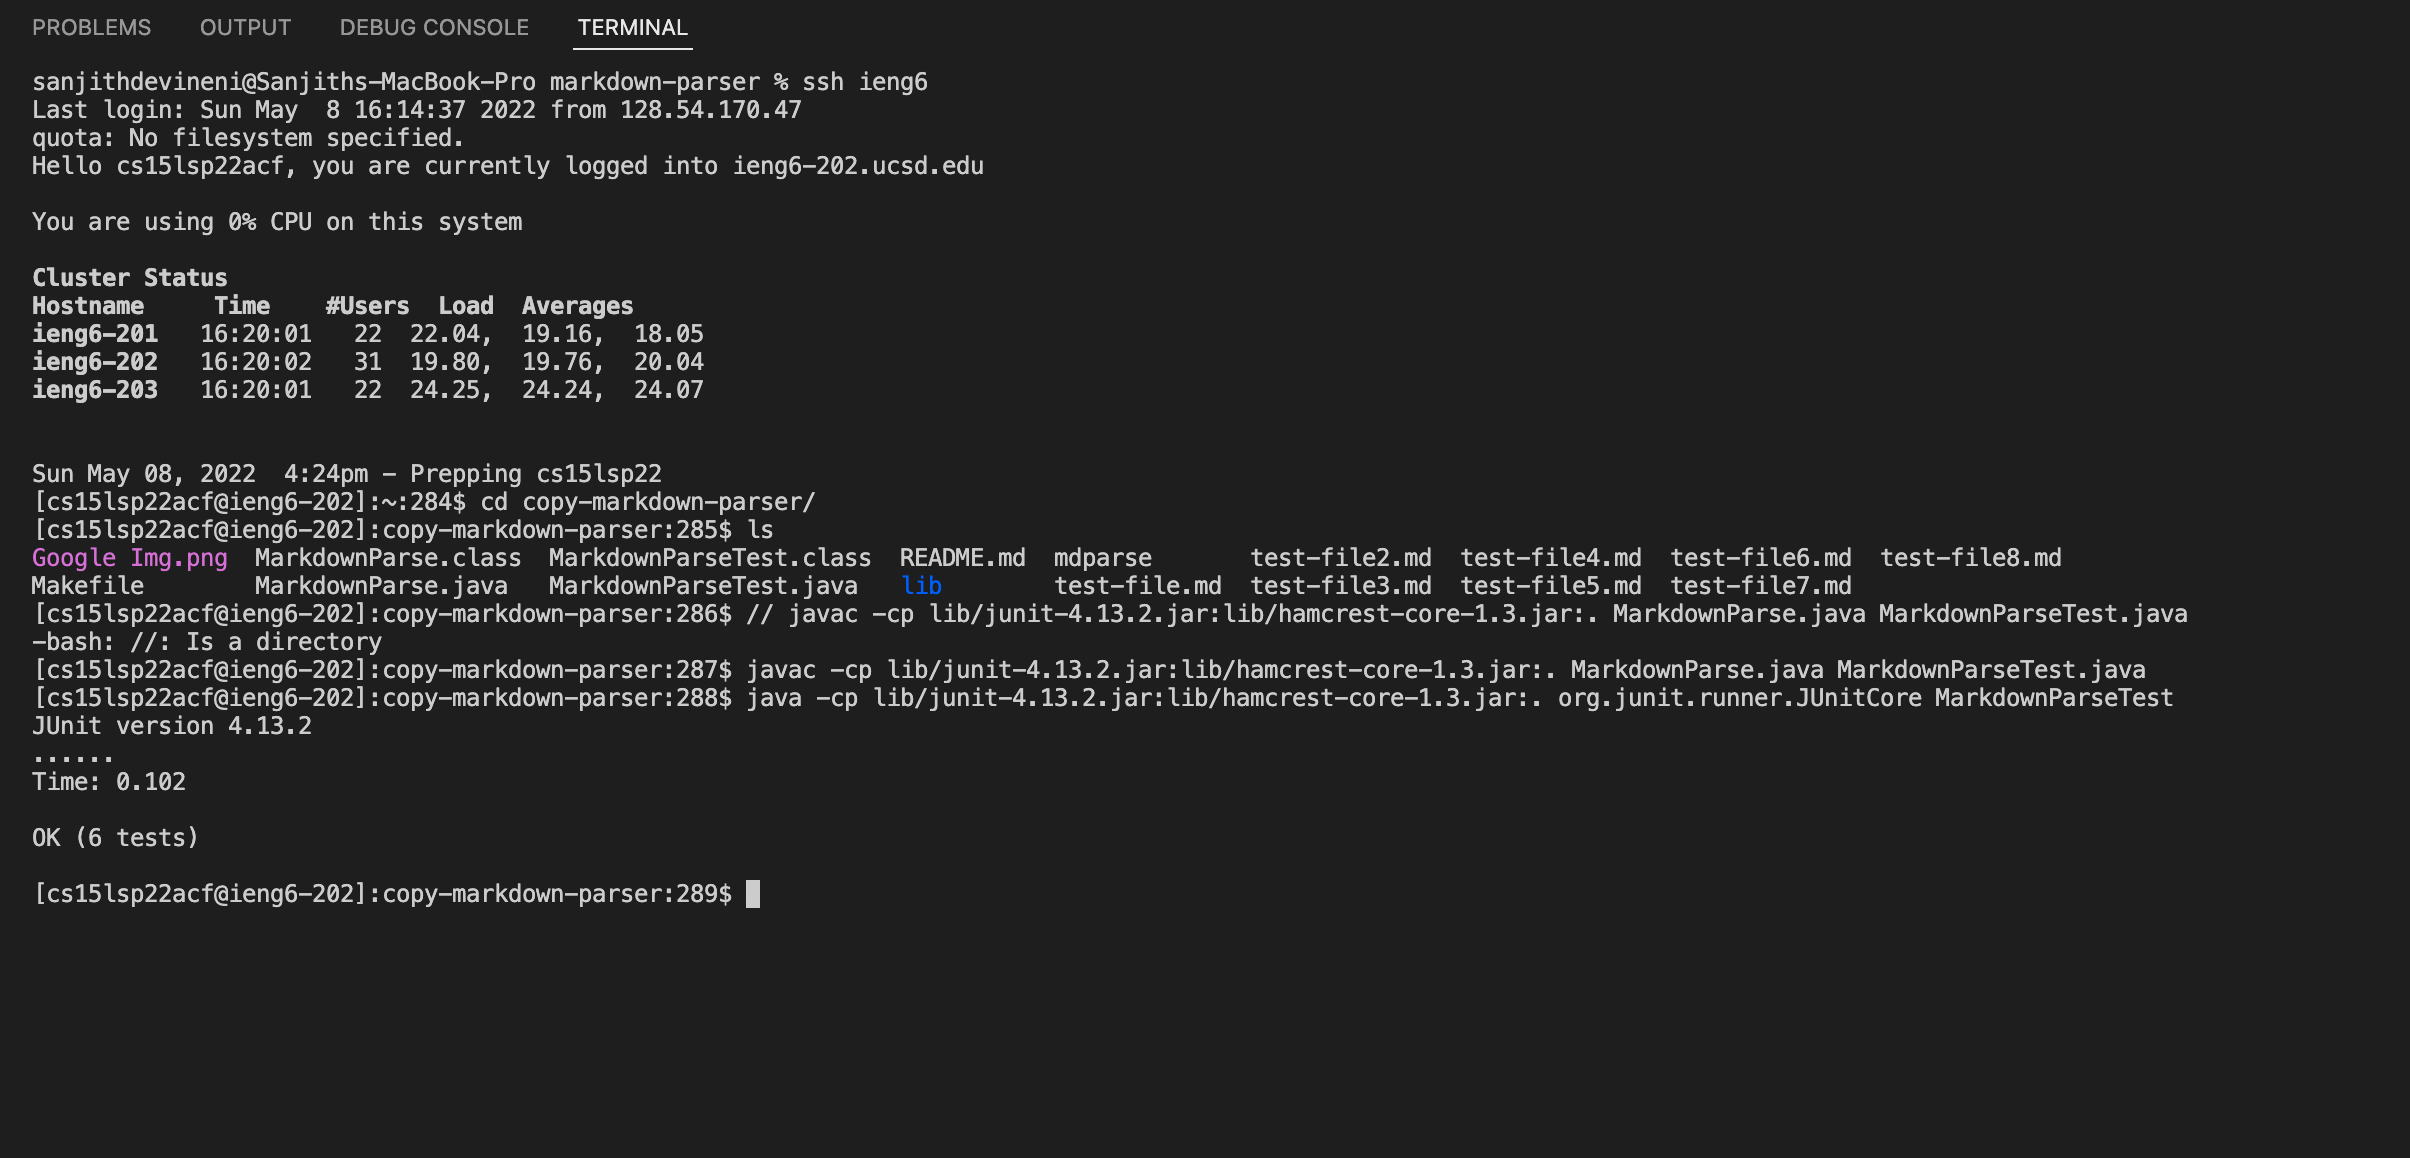 PROBLEMS OUTPUT DEBUG CONSOLE TERMINAL
sanjithdevineni@Sanjiths-MacBook-Pro markdown-parser % ssh ieng6
Last login: Sun May  8 16:14:37 2022 from 128.54.170.47
quota: No filesystem specified.
Hello cs15lsp22acf, you are currently logged into ieng6-202.ucsd.edu
You are using 0% CPU on this system
Cluster Status
Hostname     Time    #Users  Load  Averages
ieng6-201   16:20:01   22  22.04,  19.16,  18.05
ieng6-202   16:20:02   31  19.80,  19.76,  20.04
ieng6-203   16:20:01   22  24.25,  24.24,  24.07
Sun May 08, 2022  4:24pm - Prepping cs15lsp22
[cs15lsp22acf@ieng6-202]:~:284$ cd copy-markdown-parser/
[cs15lsp22acf@ieng6-202]:copy-markdown-parser:285$ ls
Google Img.png  MarkdownParse.class  MarkdownParseTest.class  README.md  mdparse       test-file2.md  test-file4.md  test-file6.md  test-file8.md
Makefile        MarkdownParse.java   MarkdownParseTest.java   lib        test-file.md  test-file3.md  test-file5.md  test-file7.md
[cs15lsp22acf@ieng6-202]:copy-markdown-parser:286$ // javac -cp lib/junit-4.13.2.jar:lib/hamcrest-core-1.3.jar:. MarkdownParse.java MarkdownParseTest.java
-bash: //: Is a directory
[cs15lsp22acf@ieng6-202]:copy-markdown-parser:287$ javac -cp lib/junit-4.13.2.jar:lib/hamcrest-core-1.3.jar:. MarkdownParse.java MarkdownParseTest.java
[cs15lsp22acf@ieng6-202]:copy-markdown-parser:288$ java -cp lib/junit-4.13.2.jar:lib/hamcrest-core-1.3.jar:. org.junit.runner.JUnitCore MarkdownParseTest
JUnit version 4.13.2
......
Time: 0.102
OK (6 tests)
[cs15lsp22acf@ieng6-202]:copy-markdown-parser:289$